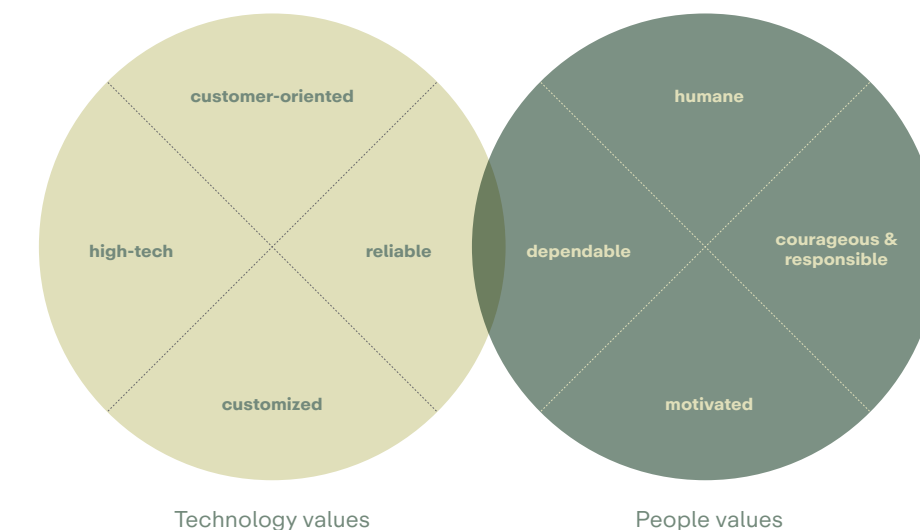 customer-oriented
high-tech
reliable
customized
Technology values
humane
dependable
courageous &
responsible
motivated
People values